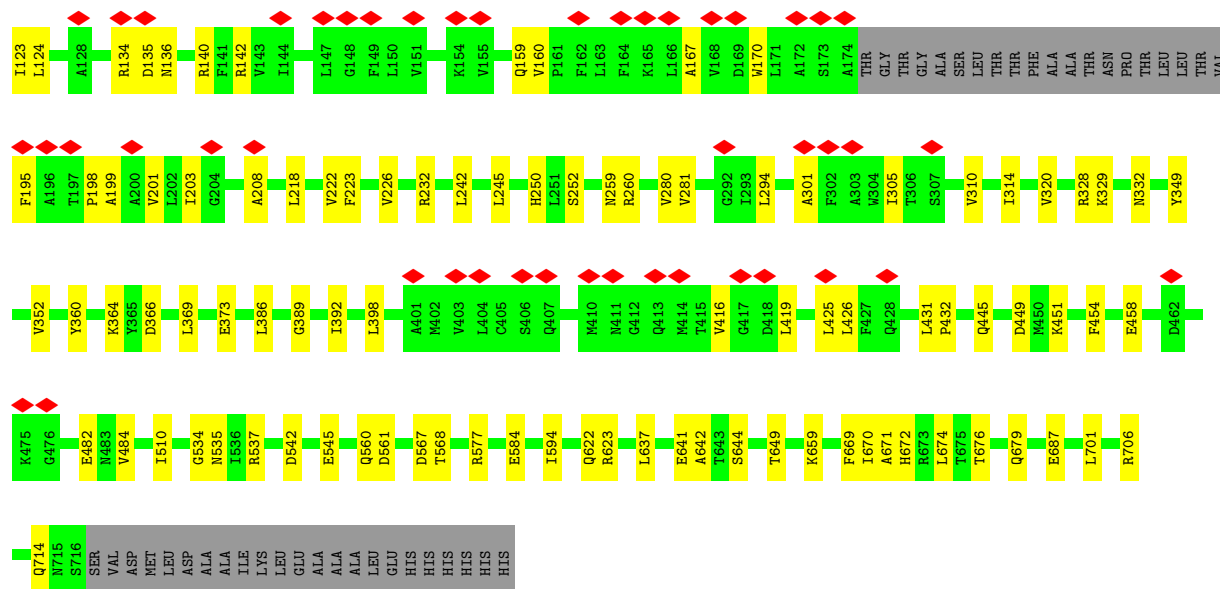 I123 L124 A128 R134 D135 N136 R140 F141 R142 V143 I144 L147 G148 F149 L150 V151 K154 V155 Q159 V160 P161 F162 L163 F164 K165 L166 A167 V168 D169 W170 L171 A172 S173 A174 THR GLY THR GLY ALA SER LEU THR THR PHE ALA ALA THR ASN PRO THR LEU LEU THR VAL
F195 A196 T197 P198 A199 A200 V201 L202 I203 G204 A208 L218 V222 F223 V226 R232 L242 L245 H250 L251 S252 N259 R260 V280 V281 G292 I293 L294 A301 F302 A303 W304 I305 T306 S307 V310 I314 V320 R328 K329 N332 Y349
V352 Y360 K364 Y365 D366 L369 E373 L386 G389 I392 L398 A401 M402 V403 L404 C405 S406 Q407 M410 N411 G412 Q413 M414 T415 V416 G417 D418 L419 L425 L426 F427 Q428 L431 P432 Q445 D449 M450 K451 F454 E458 D462
K475 G476 E482 N483 V484 I510 G534 N535 I536 R537 D542 E545 Q560 D561 D567 T568 R577 E584 I594 Q622 R623 L637 E641 A642 T643 S644 T649 K659 F669 I670 A671 H672 R673 L674 T675 T676 Q679 E687 L701 R706
Q714 N715 S716 SER VAL ASP MET LEU ASP ALA ALA ILE LYS LEU GLU ALA ALA ALA LEU GLU HIS HIS HIS HIS HIS HIS